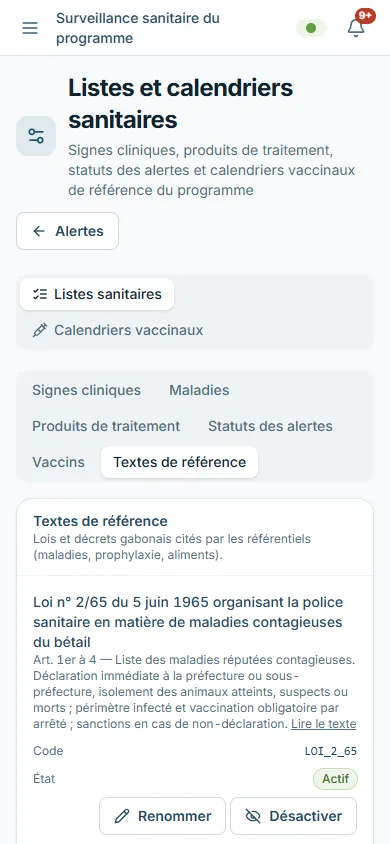 Surveillance sanitaire du
programme
9+
Listes et calendriers
sanitaires
Signes cliniques, produits de traitement,
statuts des alertes et calendriers vaccinaux
de référence du programme
Alertes
Listes sanitaires
Calendriers vaccinaux
Signes cliniques
Maladies
Produits de traitement
Statuts des alertes
Vaccins
Textes de référence
Textes de référence
Lois et décrets gabonais cités par les référentiels
(maladies, prophylaxie, aliments).
Loi n° 2/65 du 5 juin 1965 organisant la police
sanitaire en matière de maladies contagieuses
du bétail
Art. 1er à 4 — Liste des maladies réputées contagieuses.
Déclaration immédiate à la préfecture ou sous-
préfecture, isolement des animaux atteints, suspects ou
morts ; périmètre infecté et vaccination obligatoire par
arrêté ; sanctions en cas de non-déclaration. Lire le texte
Code LOI_2_65
État Actif
Renommer
Désactiver